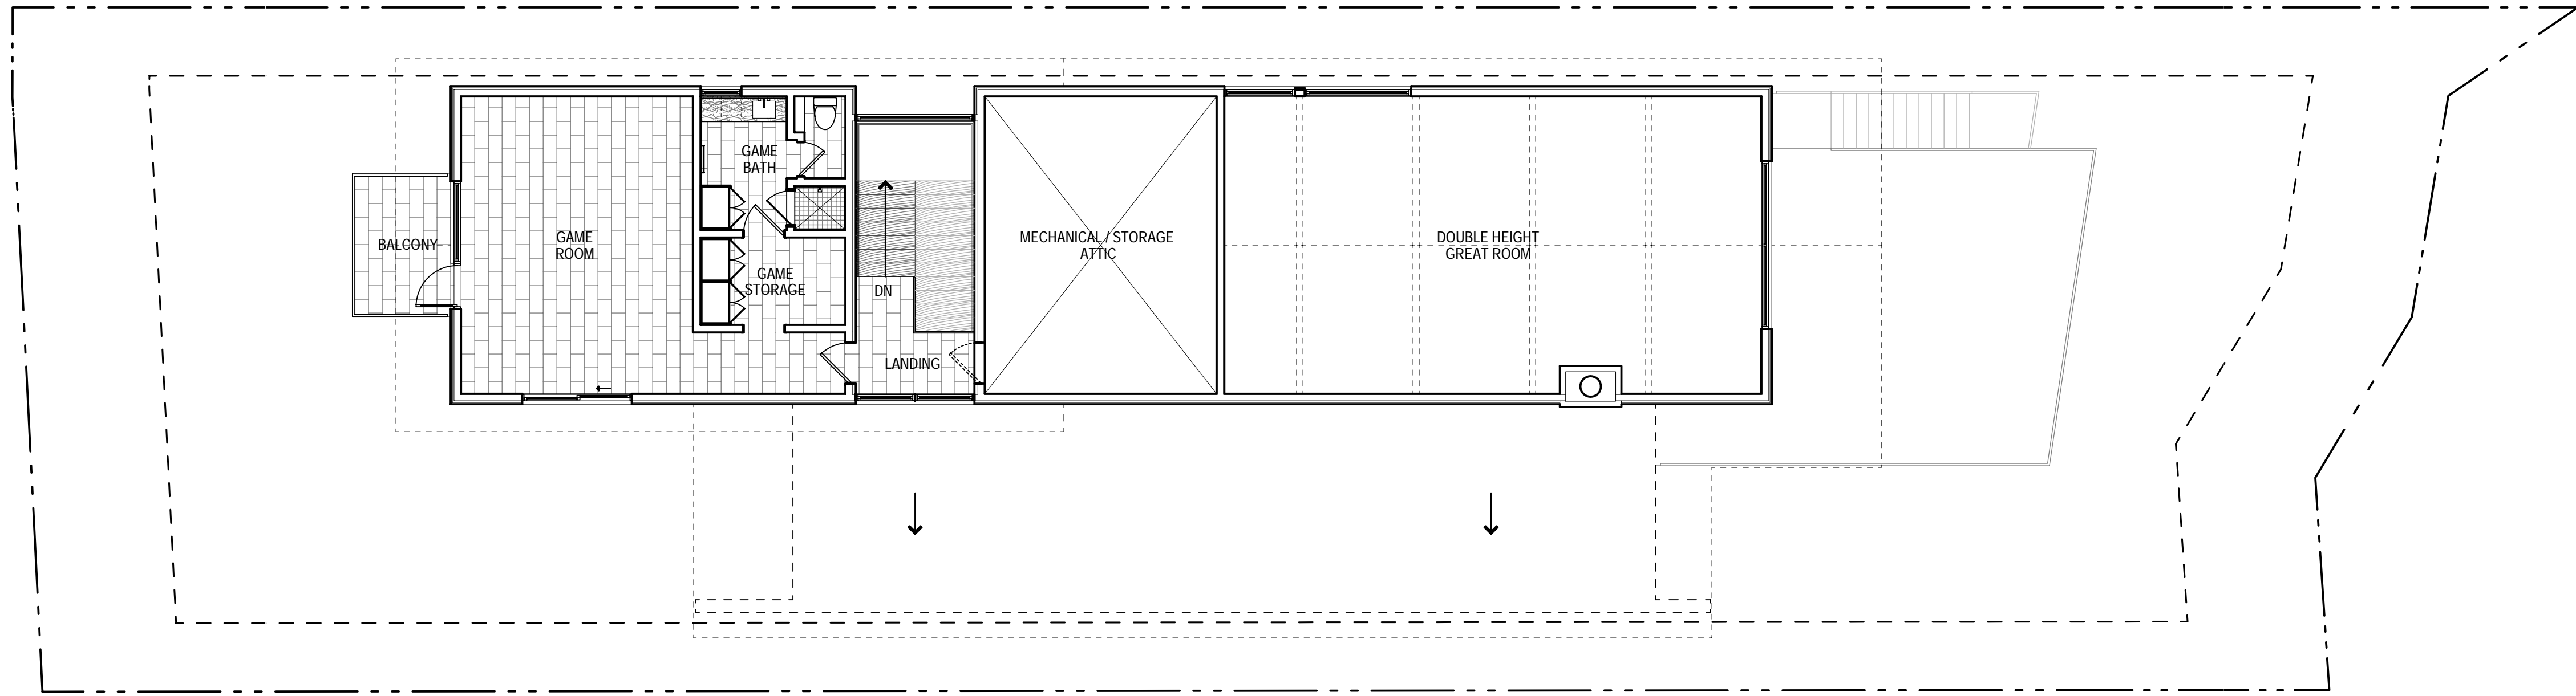 GAME
BATH
BALCONY
GAME
ROOM
MECHANICAL / STORAGE
ATTIC
DOUBLE HEIGHT
GREAT ROOM
GAME
STORAGE
DN
LANDING